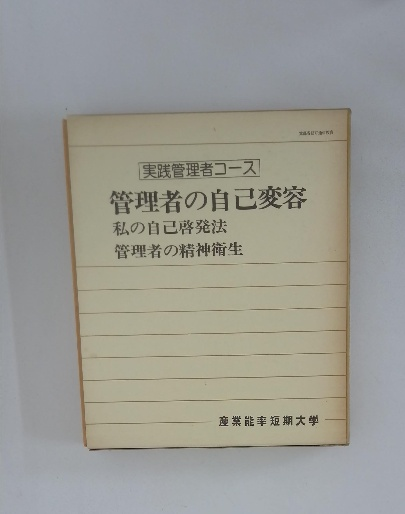 実践管理者コース
管理者の自己変容
私の自己啓発法
管理者の精神衛生
産業能率短期大学